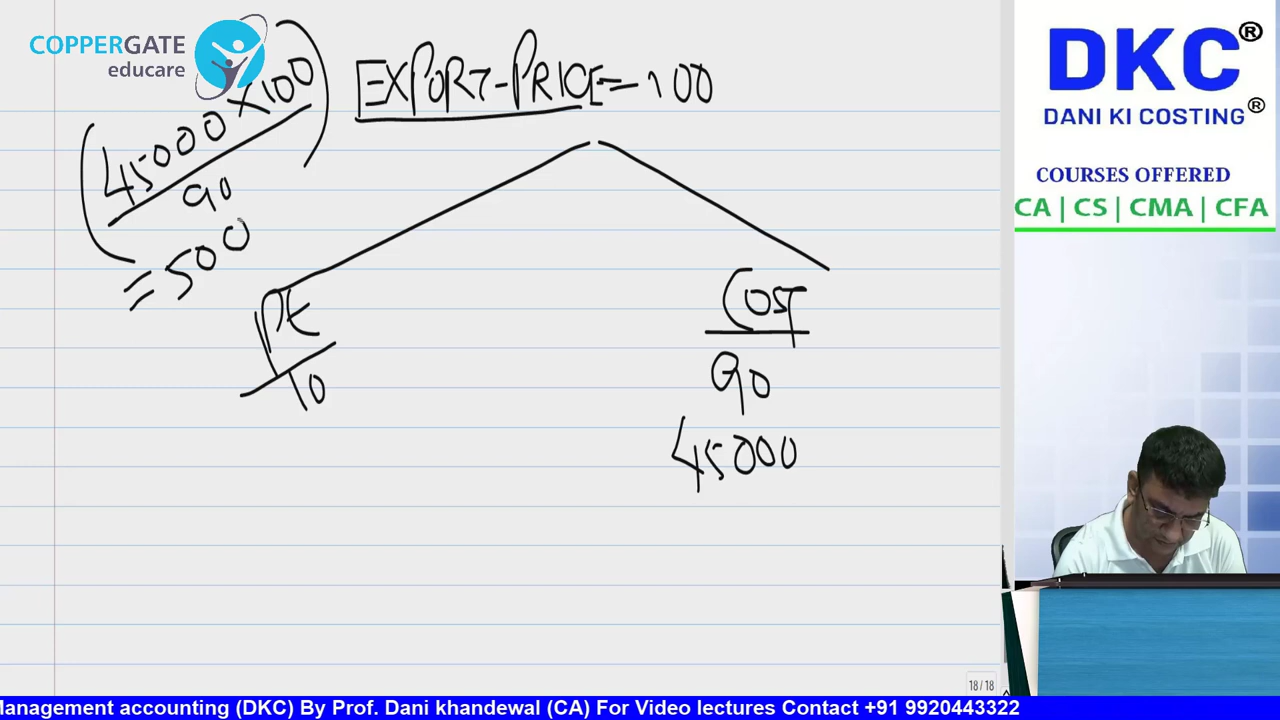 COPPERGATE
educare
45000 X 100
90
= 500
EXPORT-PRICE = 100
PE
10
COST
90
45000
18 / 18
DKC®
DANI KI COSTING®
COURSES OFFERED
CA | CS | CMA | CFA
Management accounting (DKC) By Prof. Dani khandewal (CA) For Video lectures Contact +91 9920443322